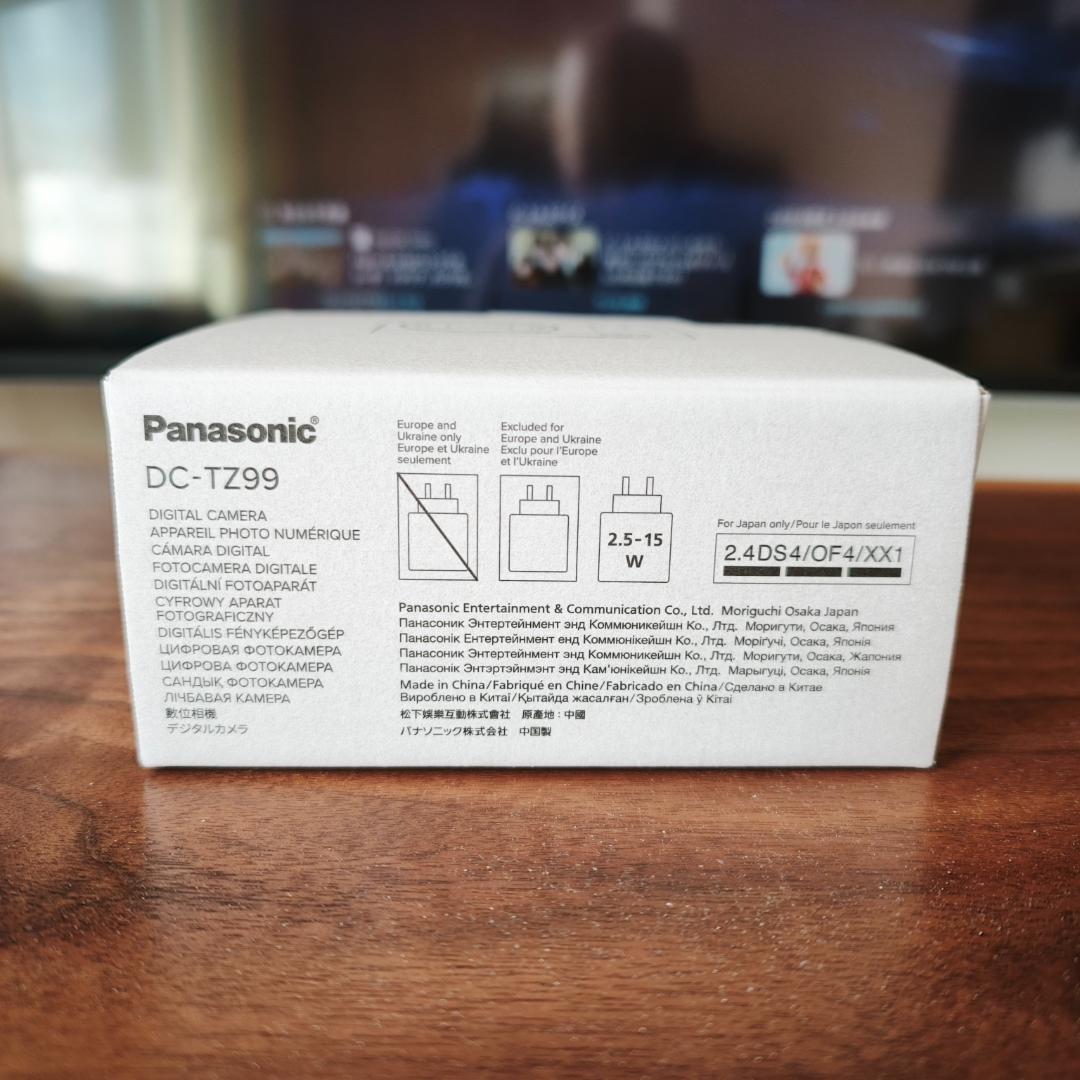 Panasonic®
DC-TZ99
DIGITAL CAMERA
APPAREIL PHOTO NUMÉRIQUE
CÁMARA DIGITAL
FOTOCAMERA DIGITALE
DIGITÁLNÍ FOTOAPARÁT
CYFROWY APARAT
FOTOGRAFICZNY
DIGITÁLIS FÉNYKÉPEZŐGÉP
ЦИФРОВАЯ ФОТОКАМЕРА
ЦИФРОВА ФОТОКАМЕРА
САНДЫҚ ФОТОКАМЕРА
ЛІЧБАВАЯ КАМЕРА
數位相機
デジタルカメラ
Europe and
Ukraine only
Europe et Ukraine
seulement
Excluded for
Europe and Ukraine
Exclu pour l'Europe
et l'Ukraine
2.5-15
W
For Japan only/Pour le Japon seulement
2.4DS4/OF4/XX1
Panasonic Entertainment & Communication Co., Ltd. Moriguchi Osaka Japan
Панасоник Энтертейнмент энд Коммюникейшн Ко., Лтд. Моригути, Осака, Япония
Панасонік Ентертейнмент енд Коммюнікейшн Ко., Лтд. Моріґучі, Осака, Японія
Панасоник Энтертейнмент энд Коммюникейшн Ко., Лтд. Моригути, Осака, Жапония
Панасонік Энтэртэйнмэнт энд Кам'юнікейшн Ко., Лтд. Марыгуцi, Осака, Японія
Made in China/Fabriqué en Chine/Fabricado en China/Сделано в Китае
Вироблено в Китаї/Қытайда жасалған/Зроблена ў Кітаі
松下娛樂互動株式會社 原產地：中國
パナソニック株式会社 中国製